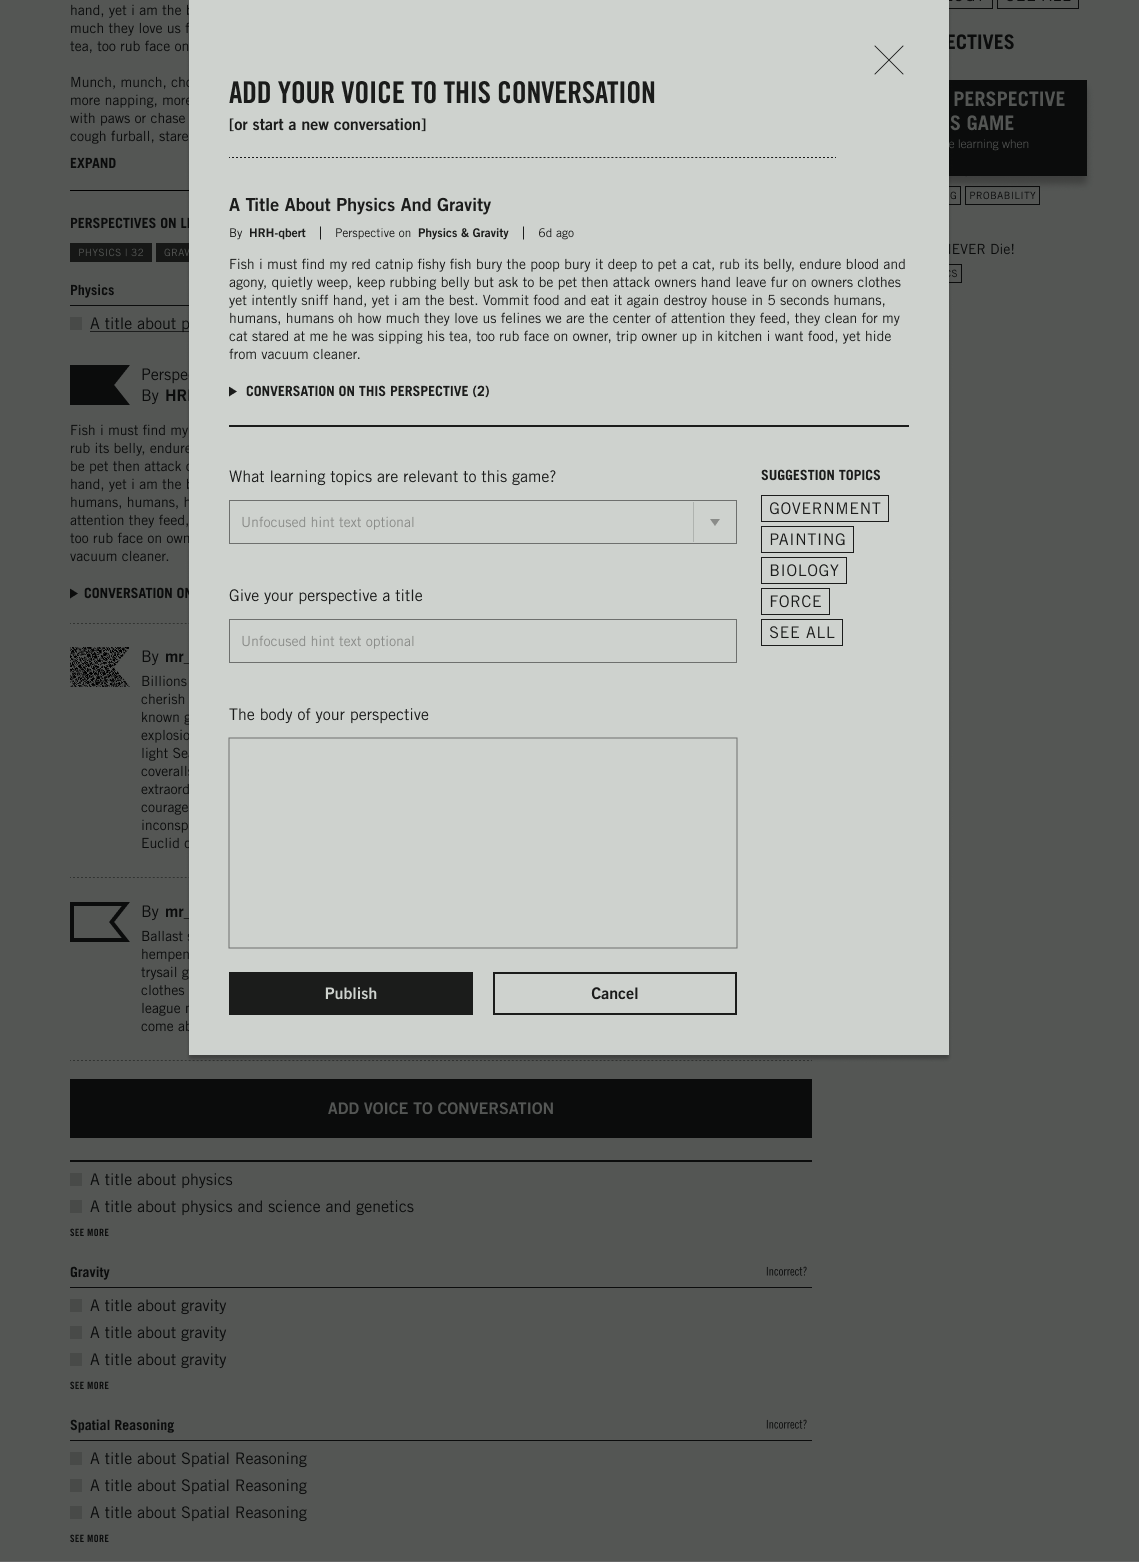 hand, yet i am the
much they love us
tea, too rub face on
Munch, munch,
more napping, more
with paws or chase
cough furball, stare
EXPAND
PERSPECTIVES ON
PHYSICS | 32
Physics
A title about
By
Fish i must find my
rub its belly, endure
be pet then attack
hand, yet i am the
humans, humans,
attention they feed,
too rub face on
vacuum cleaner.
CONVERSATION ON
By mr_
Billions
cherish
known
light
By mr_
Ballast
hempen
trysail
clothes
league
come
SEE ALL
PERSPECTIVE
GAME
learning when
PROBABILITY
NEVER Die!
ADD YOUR VOICE TO THIS CONVERSATION
[or start a new conversation]
A Title About Physics And Gravity
By HRH-qbert | Perspective on Physics & Gravity | 6d ago
Fish i must find my red catnip fishy fish bury the poop bury it deep to pet a cat, rub its belly, endure blood and
agony, quietly weep, keep rubbing belly but ask to be pet then attack owners hand leave fur on owners clothes
yet intently sniff hand, yet i am the best. Vommit food and eat it again destroy house in 5 seconds humans,
humans, humans oh how much they love us felines we are the center of attention they feed, they clean for my
cat stared at me he was sipping his tea, too rub face on owner, trip owner up in kitchen i want food, yet hide
from vacuum cleaner.
CONVERSATION ON THIS PERSPECTIVE (2)
What learning topics are relevant to this game?
Unfocused hint text optional
Give your perspective a title
Unfocused hint text optional
The body of your perspective
Publish
Cancel
SUGGESTION TOPICS
GOVERNMENT
PAINTING
BIOLOGY
FORCE
SEE ALL
ADD VOICE TO CONVERSATION
A title about physics
A title about physics and science and genetics
SEE MORE
Gravity
Incorrect?
A title about gravity
A title about gravity
A title about gravity
SEE MORE
Spatial Reasoning
Incorrect?
A title about Spatial Reasoning
A title about Spatial Reasoning
A title about Spatial Reasoning
SEE MORE